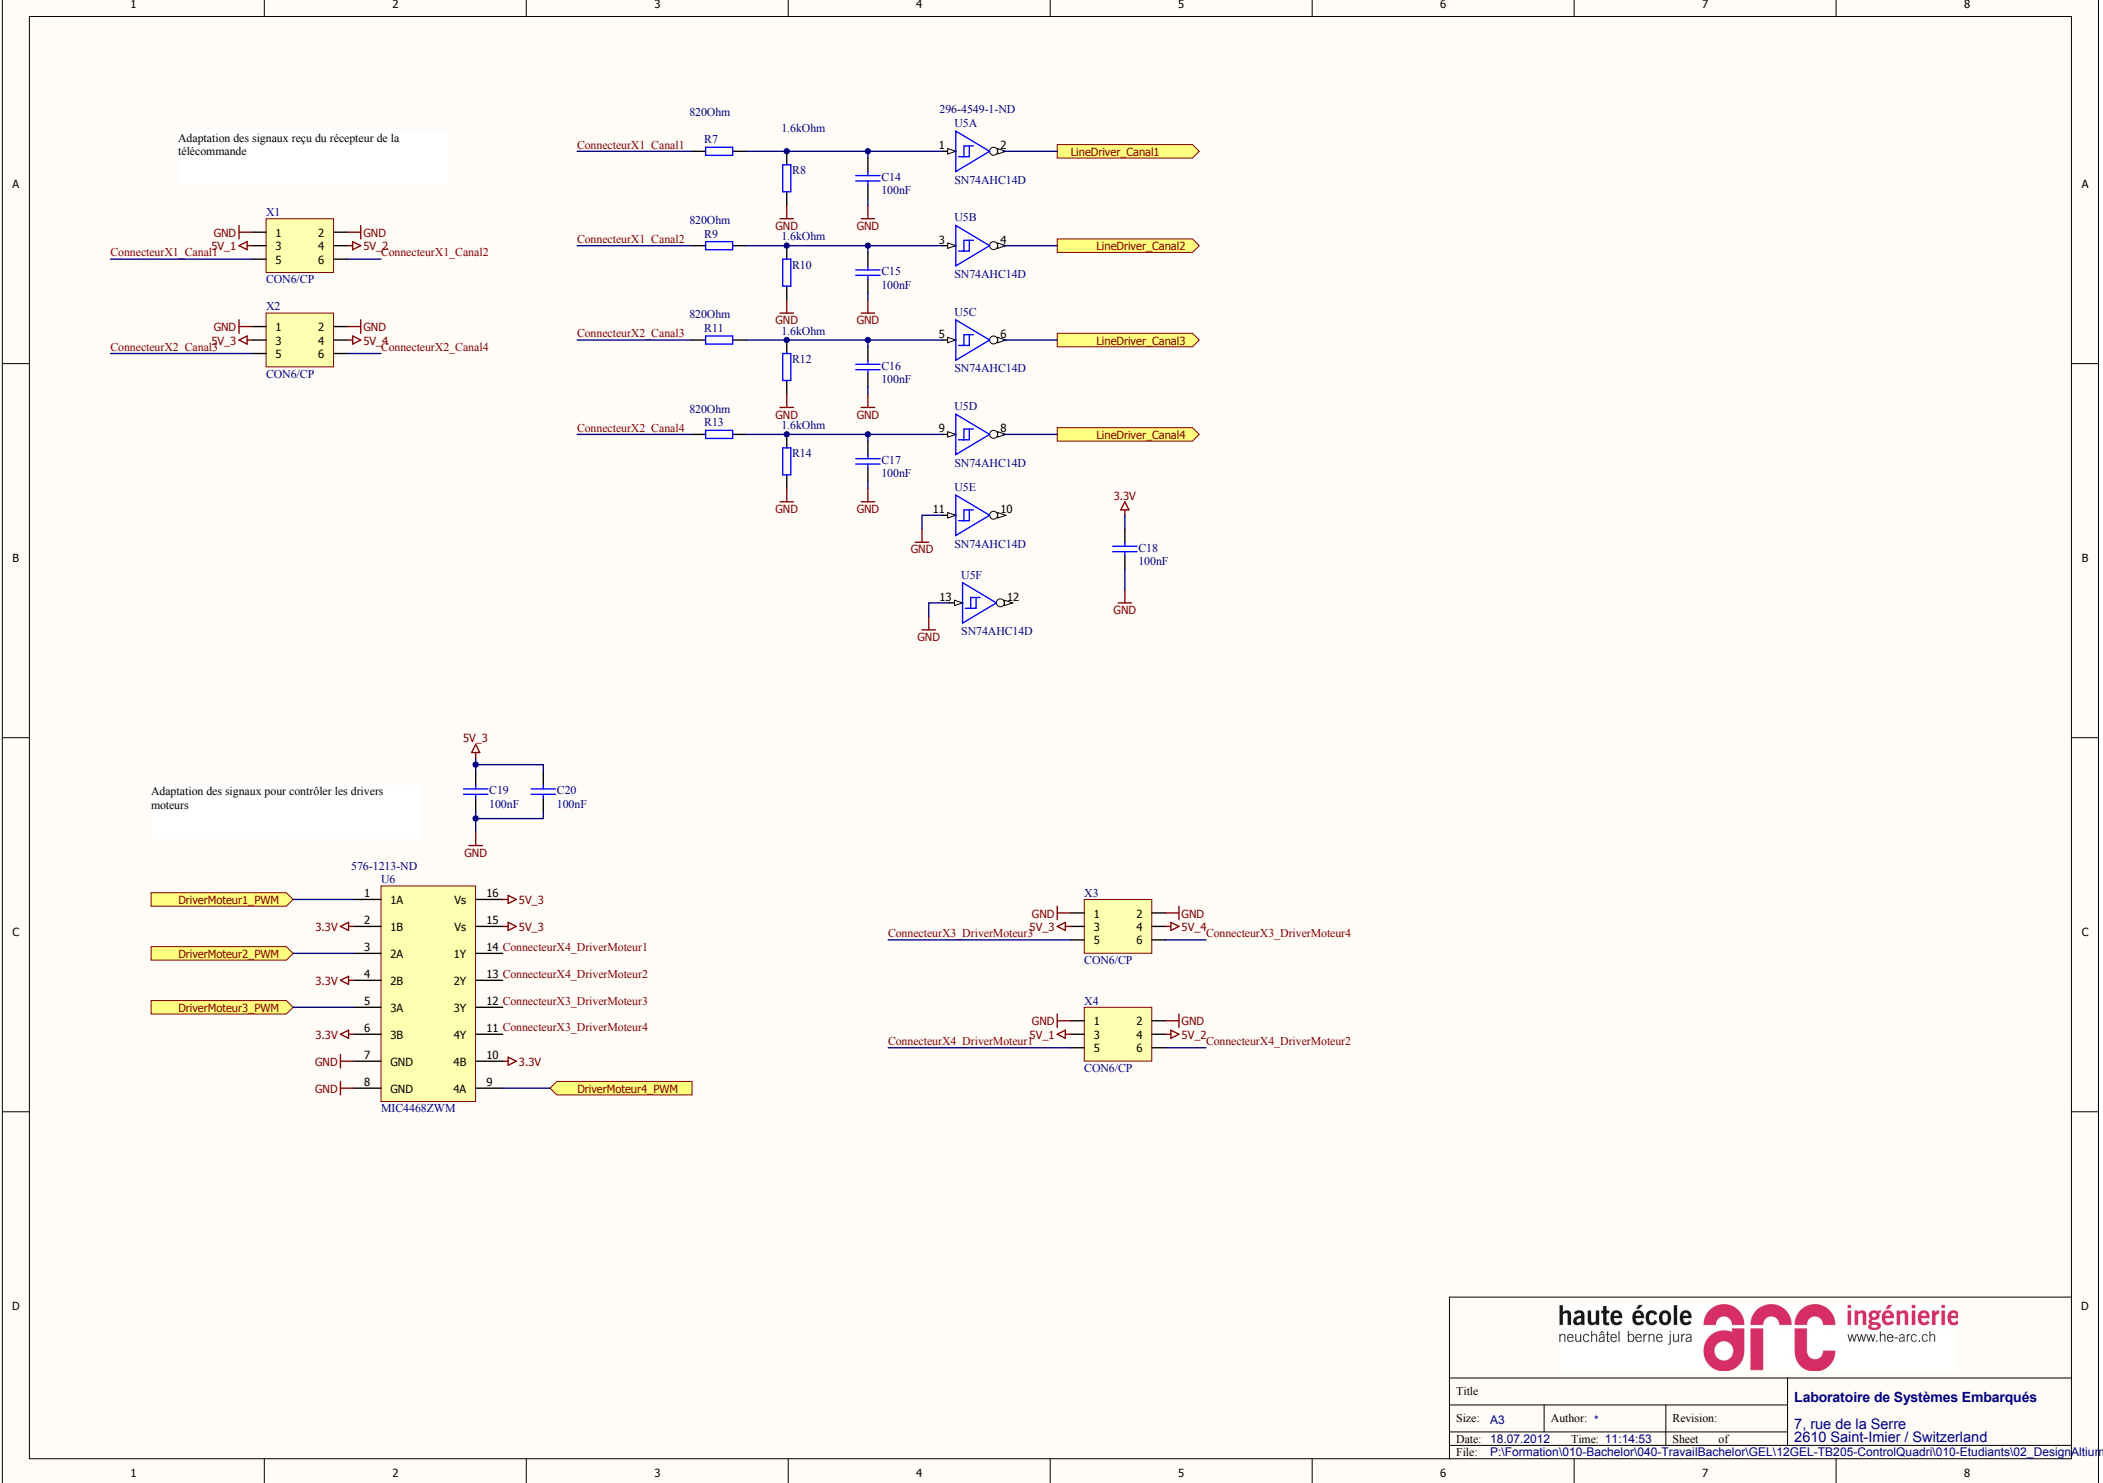 1 2 3 4 5 6 7 8
A
B
C
D
A
B
C
D
Adaptation des signaux reçu du récepteur de la
télécommande
X1
GND 1 2 GND
5V_1 3 4 5V_2
ConnecteurX1_Canal1 5 6 ConnecteurX1_Canal2
CON6/CP
X2
GND 1 2 GND
5V_3 3 4 5V_4
ConnecteurX2_Canal3 5 6 ConnecteurX2_Canal4
CON6/CP
820Ohm
R7
1.6kOhm
296-4549-1-ND
U5A
ConnecteurX1_Canal1
1 2
LineDriver_Canal1
R8
C14
100nF
SN74AHC14D
GND GND
820Ohm
R9
1.6kOhm
U5B
ConnecteurX1_Canal2
3 4
LineDriver_Canal2
R10
C15
100nF
SN74AHC14D
GND GND
820Ohm
R11
1.6kOhm
U5C
ConnecteurX2_Canal3
5 6
LineDriver_Canal3
R12
C16
100nF
SN74AHC14D
GND GND
820Ohm
R13
1.6kOhm
U5D
ConnecteurX2_Canal4
9 8
LineDriver_Canal4
R14
C17
100nF
SN74AHC14D
GND GND
U5E
11 10
GND
SN74AHC14D
U5F
13 12
GND
SN74AHC14D
3.3V
C18
100nF
GND
Adaptation des signaux pour contrôler les drivers
moteurs
5V_3
C19
100nF
C20
100nF
GND
576-1213-ND
U6
DriverMoteur1_PWM 1 1A Vs 16 5V_3
3.3V 2 1B Vs 15 5V_3
DriverMoteur2_PWM 3 2A 1Y 14 ConnecteurX4_DriverMoteur1
3.3V 4 2B 2Y 13 ConnecteurX4_DriverMoteur2
DriverMoteur3_PWM 5 3A 3Y 12 ConnecteurX3_DriverMoteur3
3.3V 6 3B 4Y 11 ConnecteurX3_DriverMoteur4
GND 7 GND 4B 10 3.3V
GND 8 GND 4A 9 DriverMoteur4_PWM
MIC4468ZWM
X3
GND 1 2 GND
5V_3 3 4 5V_4
ConnecteurX3_DriverMoteur3 5 6 ConnecteurX3_DriverMoteur4
CON6/CP
X4
GND 1 2 GND
5V_1 3 4 5V_2
ConnecteurX4_DriverMoteur1 5 6 ConnecteurX4_DriverMoteur2
CON6/CP
haute école arc ingénierie
neuchâtel berne jura www.he-arc.ch
Title
Laboratoire de Systèmes Embarqués
Size: A3 Author: * Revision:
7, rue de la Serre
2610 Saint-Imier / Switzerland
Date: 18.07.2012 Time: 11:14:53 Sheet of
File: P:\Formation\010-Bachelor\040-TravailBachelor\GEL\12GEL-TB205-ControlQuadri\010-Etudiants\02_DesignAltium
1 2 3 4 5 6 7 8